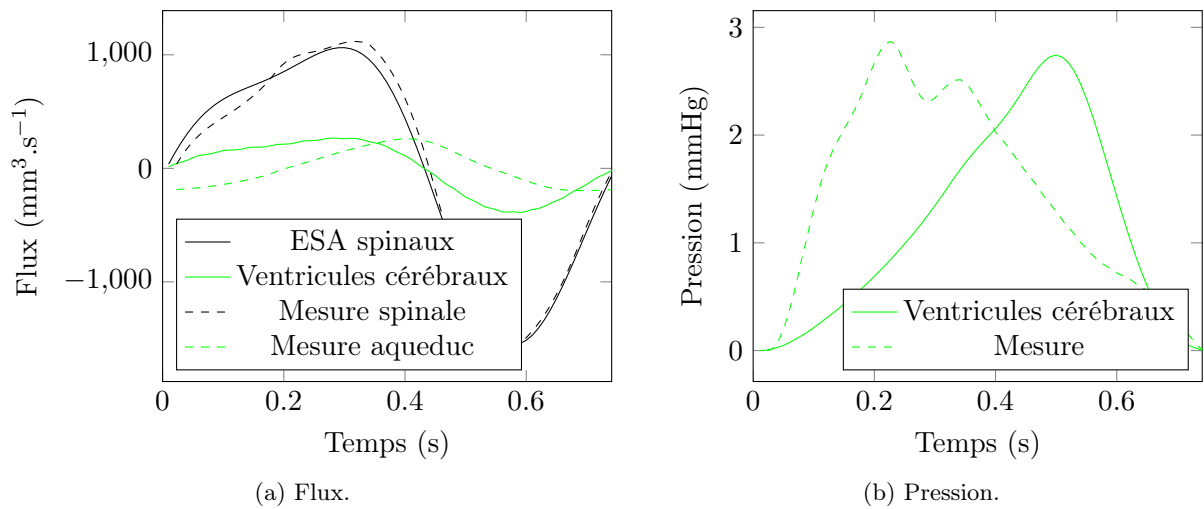 1,000
0
−1,000
Flux (mm³.s⁻¹)
ESA spinaux
Ventricules cérébraux
Mesure spinale
Mesure aqueduc
0
0.2
0.4
0.6
Temps (s)
(a) Flux.
3
2
1
0
Pression (mmHg)
Ventricules cérébraux
Mesure
0
0.2
0.4
0.6
Temps (s)
(b) Pression.